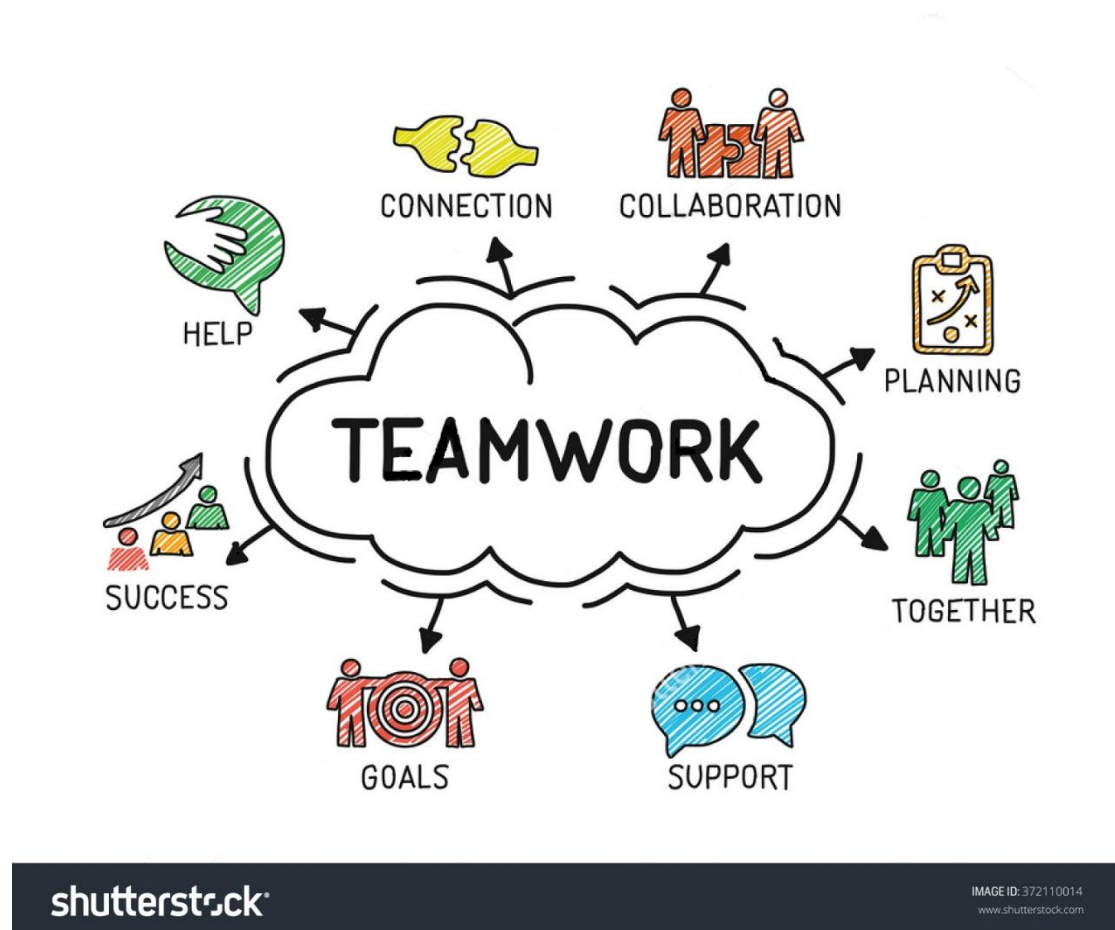 CONNECTION
COLLABORATION
HELP
PLANNING
TEAMWORK
SUCCESS
TOGETHER
GOALS
SUPPORT
shutterstock
IMAGE ID: 372110014
www.shutterstock.com